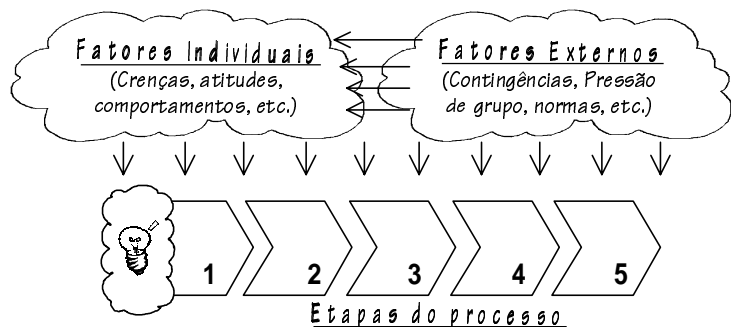 Fatores Individuais
(Crenças, atitudes,
comportamentos, etc.)
Fatores Externos
(Contingências, Pressão
de grupo, normas, etc.)
1 2 3 4 5
Etapas do processo